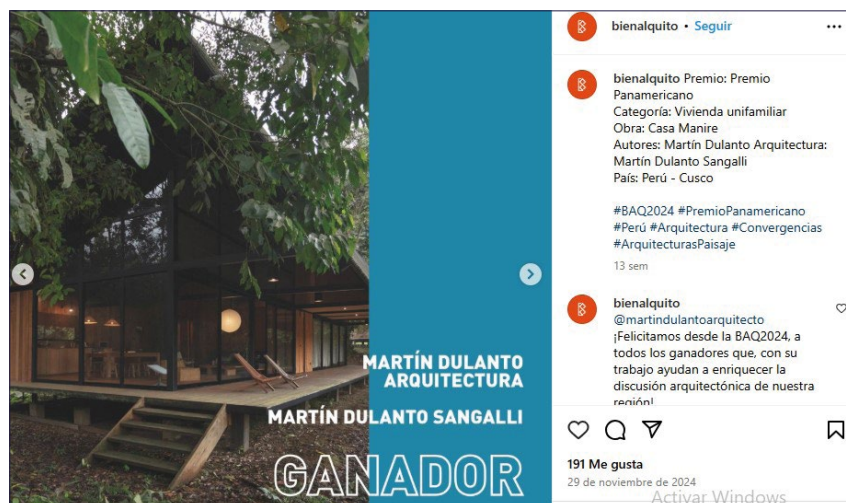 MARTÍN DULANTO
ARQUITECTURA
MARTÍN DULANTO SANGALLI
GANADOR
bienalquito • Seguir
bienalquito Premio: Premio
Panamericano
Categoría: Vivienda unifamiliar
Obra: Casa Manire
Autores: Martín Dulanto Arquitectura:
Martín Dulanto Sangalli
País: Perú - Cusco
#BAQ2024 #PremioPanamericano
#Perú #Arquitectura #Convergencias
#ArquitecturasPaisaje
13 sem
bienalquito
@martindulantoarquitecto
¡Felicitamos desde la BAQ2024, a
todos los ganadores que, con su
trabajo ayudan a enriquecer la
discusión arquitectónica de nuestra
región!
191 Me gusta
29 de noviembre de 2024
Activar Windows